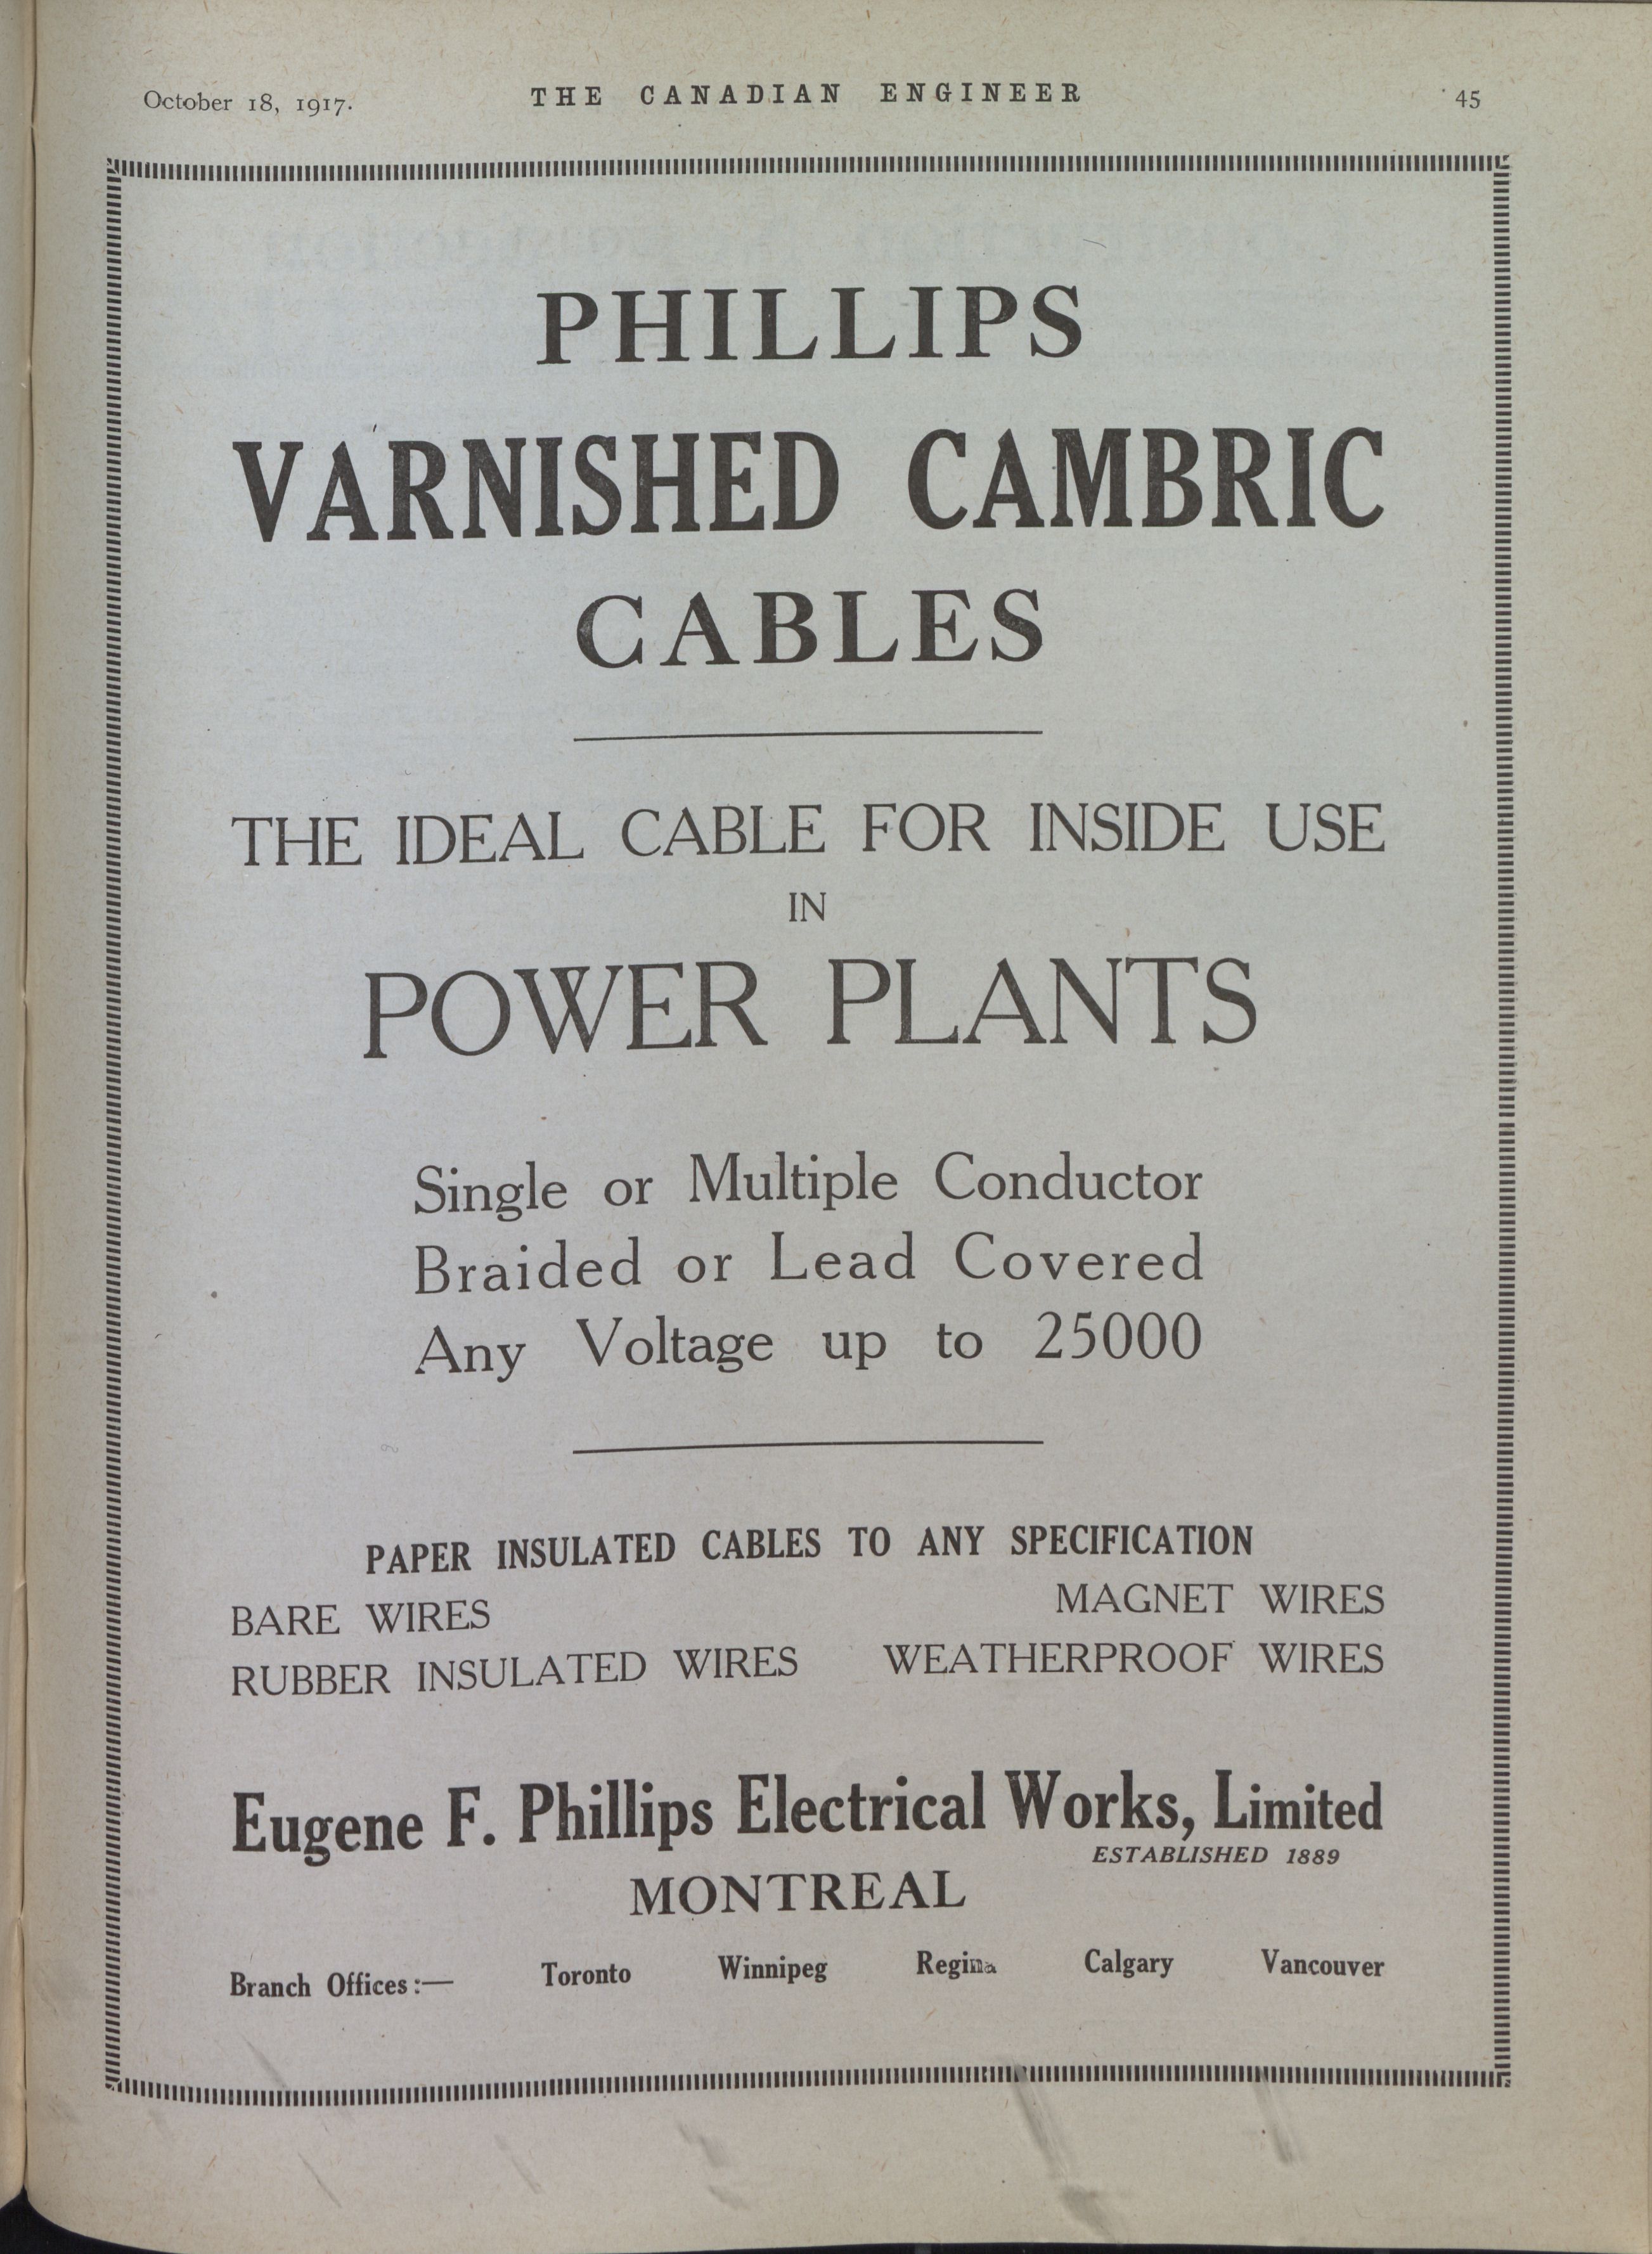 October 18, 1917. THE CANADIAN ENGINEER 45
PHILLIPS
VARNISHED CAMBRIC
CABLES
THE IDEAL CABLE FOR INSIDE USE
IN
POWER PLANTS
Single or Multiple Conductor
Braided or Lead Covered
Any Voltage up to 25000
PAPER INSULATED CABLES TO ANY SPECIFICATION
BARE WIRES MAGNET WIRES
RUBBER INSULATED WIRES WEATHERPROOF WIRES
Eugene F. Phillips Electrical Works, Limited
ESTABLISHED 1889
MONTREAL
Branch Offices:— Toronto Winnipeg Regina Calgary Vancouver